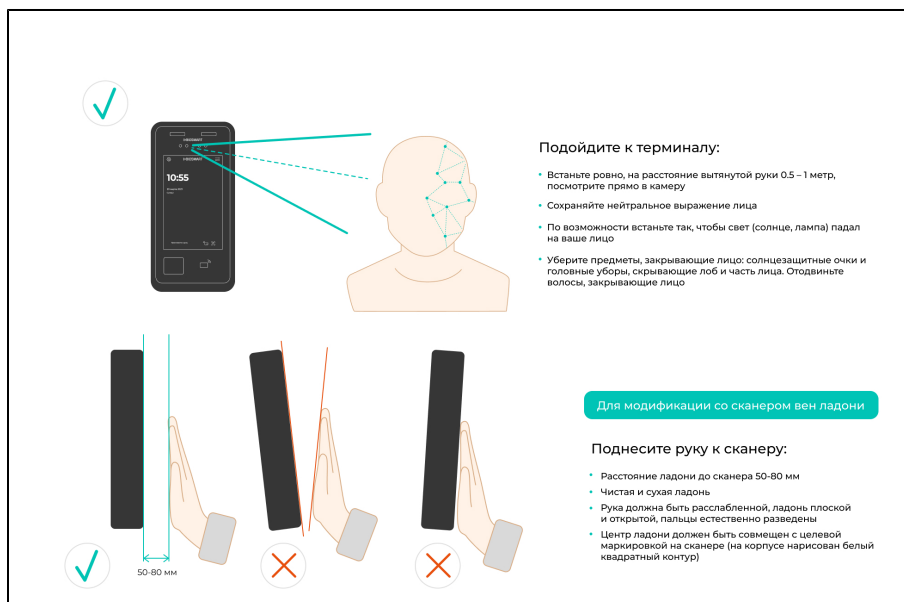 10:55
Подойдите к терминалу:
• Встаньте ровно, на расстояние вытянутой руки 0.5 – 1 метр,
посмотрите прямо в камеру
• Сохраняйте нейтральное выражение лица
• По возможности встаньте так, чтобы свет (солнце, лампа) падал
на ваше лицо
• Уберите предметы, закрывающие лицо: солнцезащитные очки и
головные уборы, скрывающие лоб и часть лица. Отодвиньте
волосы, закрывающие лицо
50-80 мм
Для модификации со сканером вен ладони
Поднесите руку к сканеру:
• Расстояние ладони до сканера 50-80 мм
• Чистая и сухая ладонь
• Рука должна быть расслабленной, ладонь плоской
и открытой, пальцы естественно разведены
• Центр ладони должен быть совмещен с целевой
маркировкой на сканере (на корпусе нарисован белый
квадратный контур)